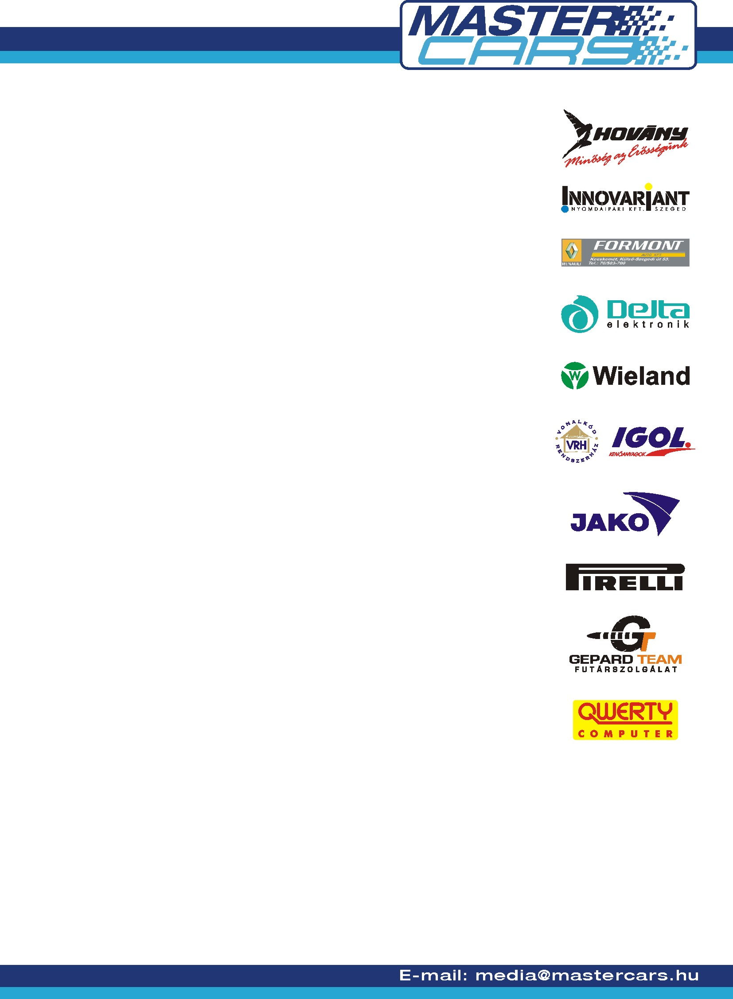 MASTER
CARS
HOVÁNY
Minőség az Erősségünk
INNOVARIANT
NYOMDAIPARI KFT. SZEGED
FORMONT
AUTÓ KFT.
Kecskemét, Külső-Szegedi út 53.
Tel.: 76/503-700
RENAULT
Delta
elektronik
W Wieland
VONALKÓD
VRH
RENDSZERHÁZ
IGOL.
KENŐANYAGOK
JAKO
PIRELLI
GT
GEPARD TEAM
FUTÁRSZOLGÁLAT
QWERTY
COMPUTER
E-mail: media@mastercars.hu